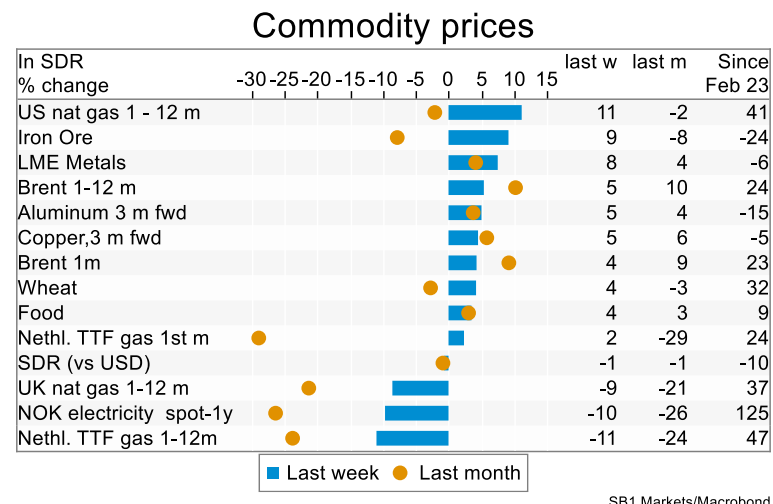 Commodity prices
In SDR last w last m Since
% change -30 -25 -20 -15 -10 -5 0 5 10 15 Feb 23
US nat gas 1 - 12 m 11 -2 41
Iron Ore 9 -8 -24
LME Metals 8 4 -6
Brent 1-12 m 5 10 24
Aluminum 3 m fwd 5 4 -15
Copper,3 m fwd 5 6 -5
Brent 1m 4 9 23
Wheat 4 -3 32
Food 4 3 9
Nethl. TTF gas 1st m 2 -29 24
SDR (vs USD) -1 -1 -10
UK nat gas 1-12 m -9 -21 37
NOK electricity spot-1y -10 -26 125
Nethl. TTF gas 1-12m -11 -24 47
Last week Last month
SB1 Markets/Macrobond